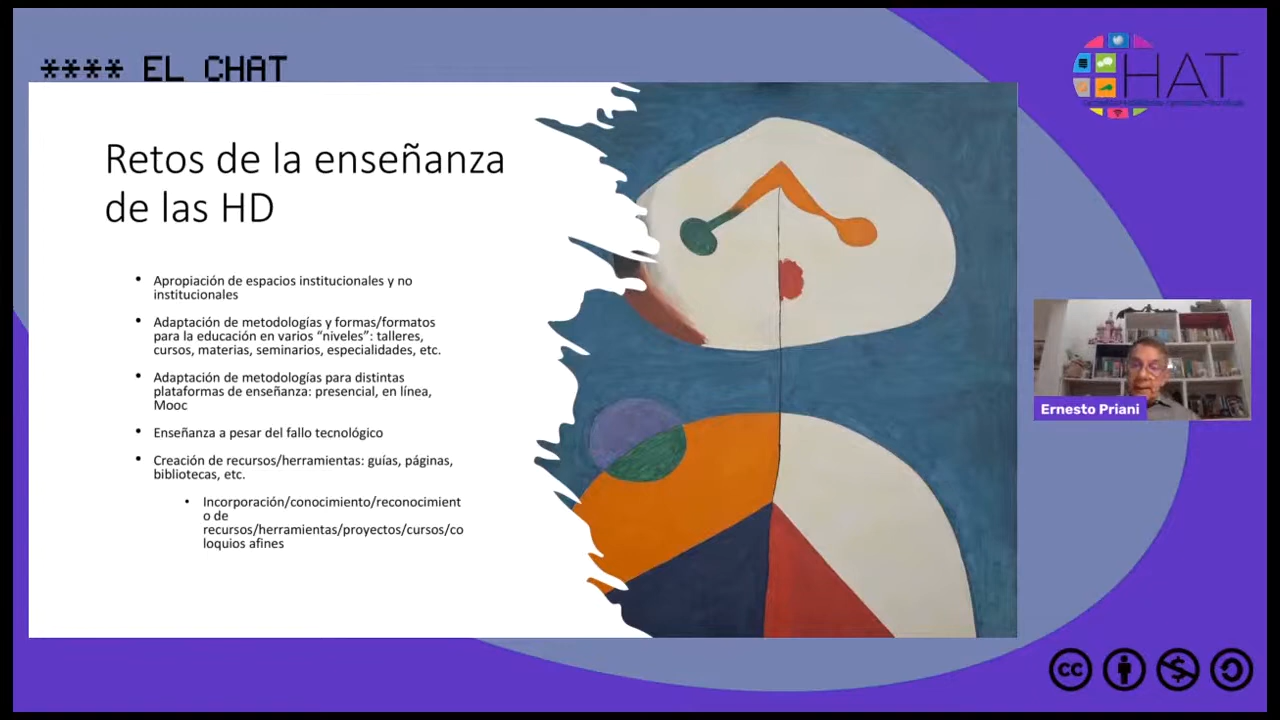 **** EL CHAT
HAT
Retos de la enseñanza
de las HD
• Apropiación de espacios institucionales y no
institucionales
• Adaptación de metodologías y formas/formatos
para la educación en varios “niveles”: talleres,
cursos, materias, seminarios, especialidades, etc.
• Adaptación de metodologías para distintas
plataformas de enseñanza: presencial, en línea,
Mooc
• Enseñanza a pesar del fallo tecnológico
• Creación de recursos/herramientas: guías, páginas,
bibliotecas, etc.
• Incorporación/conocimiento/reconocimient
o de
recursos/herramientas/proyectos/cursos/co
loquios afines
Ernesto Priani
CC